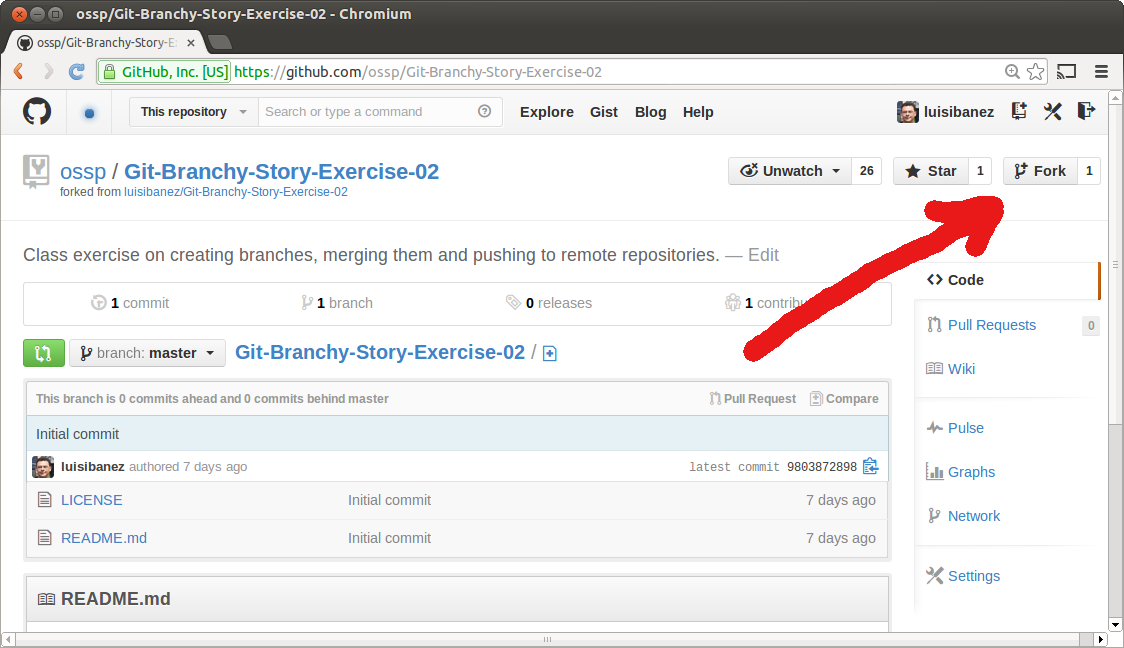 ossp/Git-Branchy-Story-Exercise-02 - Chromium
ossp/Git-Branchy-Story-E
GitHub, Inc. [US] https://github.com/ossp/Git-Branchy-Story-Exercise-02
This repository Search or type a command Explore Gist Blog Help luisibanez
ossp / Git-Branchy-Story-Exercise-02 Unwatch 26 Star 1 Fork 1
forked from luisibanez/Git-Branchy-Story-Exercise-02
Class exercise on creating branches, merging them and pushing to remote repositories. — Edit
1 commit 1 branch 0 releases 1 contribu
branch: master Git-Branchy-Story-Exercise-02 /
This branch is 0 commits ahead and 0 commits behind master Pull Request Compare
Initial commit
luisibanez authored 7 days ago latest commit 9803872898
LICENSE Initial commit 7 days ago
README.md Initial commit 7 days ago
README.md
Code
Pull Requests 0
Wiki
Pulse
Graphs
Network
Settings